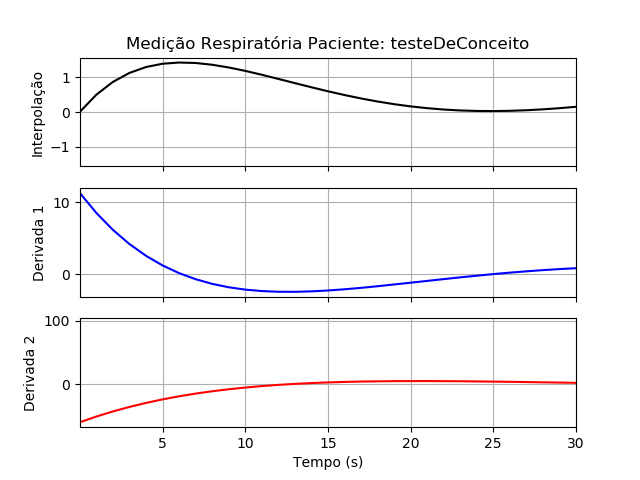 Medição Respiratória Paciente: testeDeConceito
Interpolação
1
0
−1
Derivada 1
10
0
Derivada 2
100
0
5 10 15 20 25 30
Tempo (s)